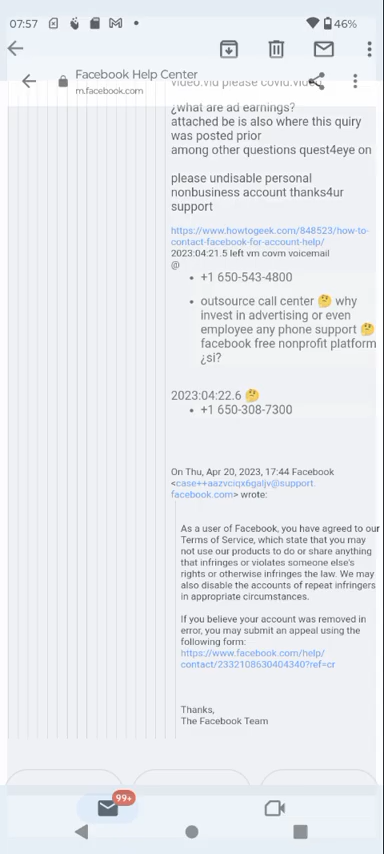 07:57
46%
Facebook Help Center
m.facebook.com
video.vid please covid.vid
¿what are ad earnings?
attached be is also where this quiry
was posted prior
among other questions quest4eye on
please undisable personal
nonbusiness account thanks4ur
support
https://www.howtogeek.com/848523/how-to-
contact-facebook-for-account-help/
2023:04:21.5 left vm covm voicemail
@
• +1 650-543-4800
• outsource call center 🤔 why
invest in advertising or even
employee any phone support 🤔
facebook free nonprofit platform
¿si?
2023:04:22.6 🤔
• +1 650-308-7300
On Thu, Apr 20, 2023, 17:44 Facebook
<case++aazvciqx6galjv@support.
facebook.com> wrote:
As a user of Facebook, you have agreed to our
Terms of Service, which state that you may
not use our products to do or share anything
that infringes or violates someone else's
rights or otherwise infringes the law. We may
also disable the accounts of repeat infringers
in appropriate circumstances.
If you believe your account was removed in
error, you may submit an appeal using the
following form:
https://www.facebook.com/help/
contact/2332108630404340?ref=cr
Thanks,
The Facebook Team
99+